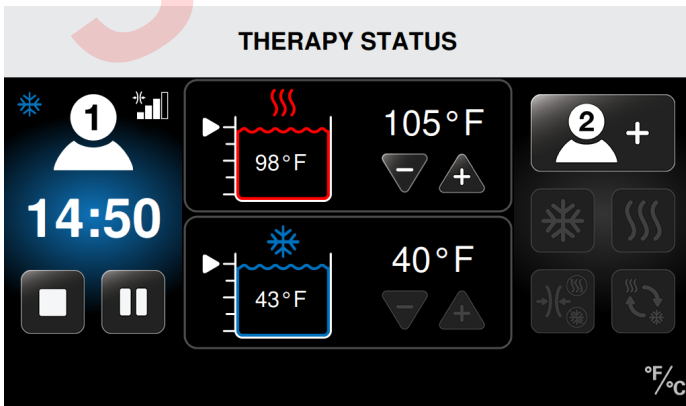 THERAPY STATUS
1
14:50
98°F
105°F
- +
43°F
40°F
- +
2 +
°F/°C